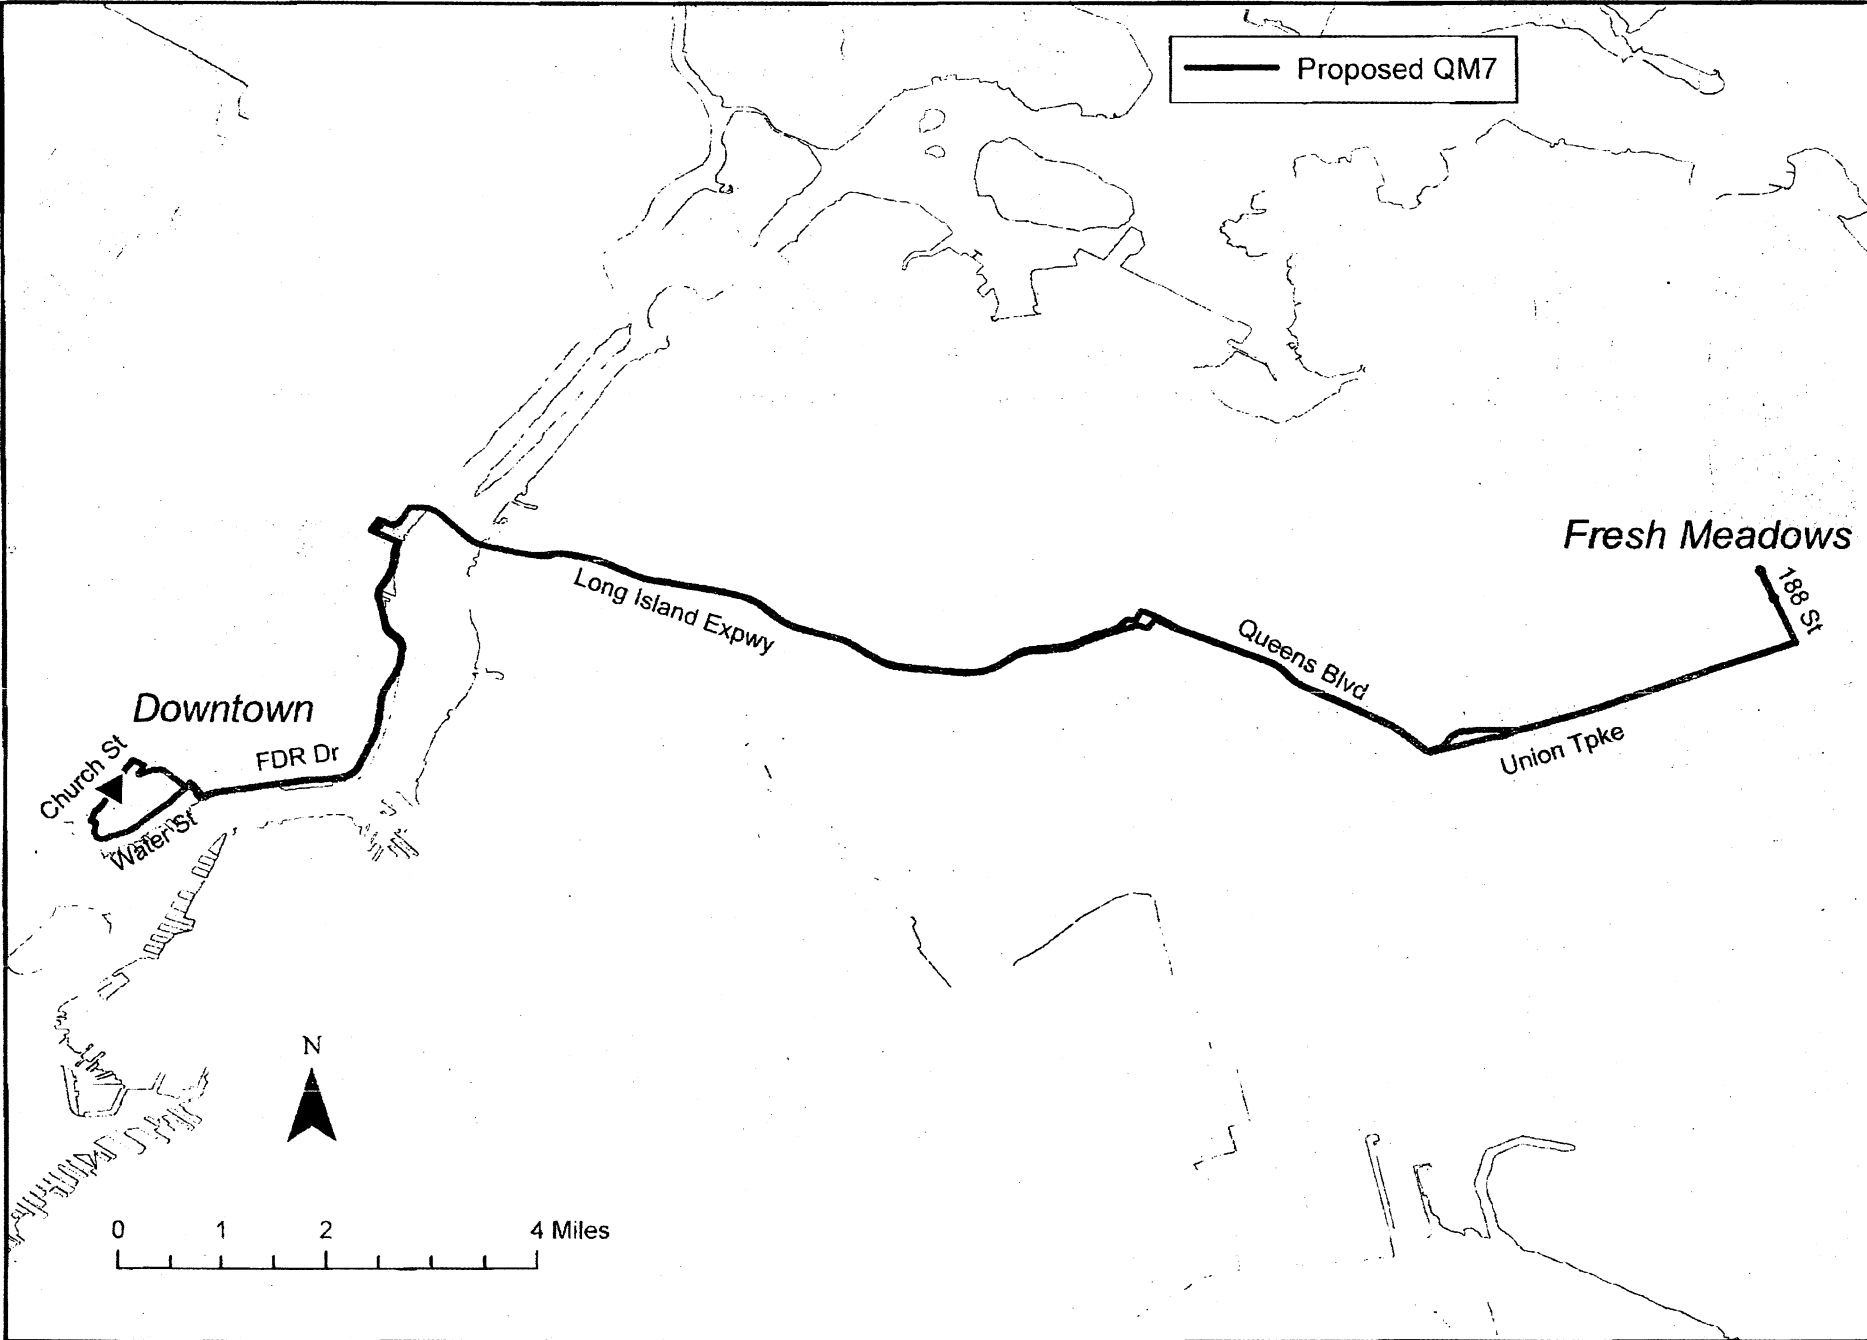 Proposed QM7
Fresh Meadows
188 St
Long Island Expwy
Queens Blvd
Union Tpke
Downtown
FDR Dr
Church St
Water St
N
0 1 2 4 Miles